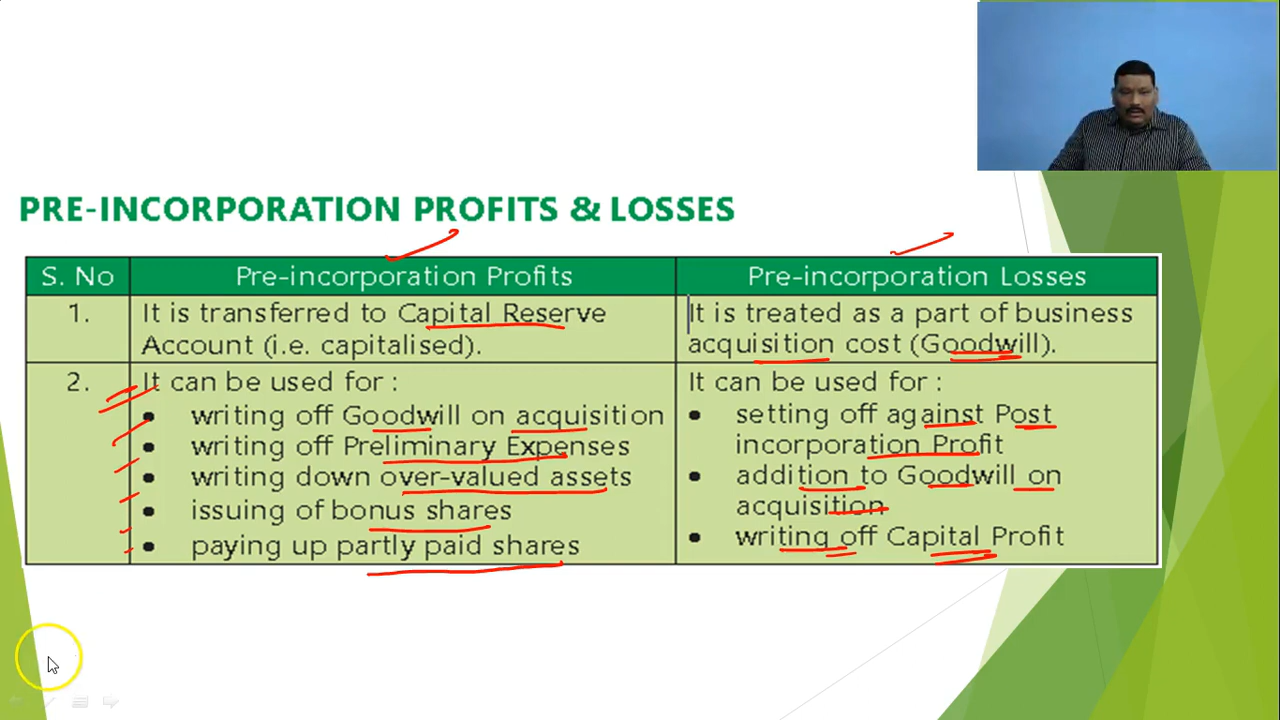 PRE-INCORPORATION PROFITS & LOSSES
S. No
Pre-incorporation Profits
Pre-incorporation Losses
1.
It is transferred to Capital Reserve
Account (i.e. capitalised).
It is treated as a part of business
acquisition cost (Goodwill).
2.
It can be used for :
• writing off Goodwill on acquisition
• writing off Preliminary Expenses
• writing down over-valued assets
• issuing of bonus shares
• paying up partly paid shares
It can be used for :
• setting off against Post
incorporation Profit
• addition to Goodwill on
acquisition
• writing off Capital Profit